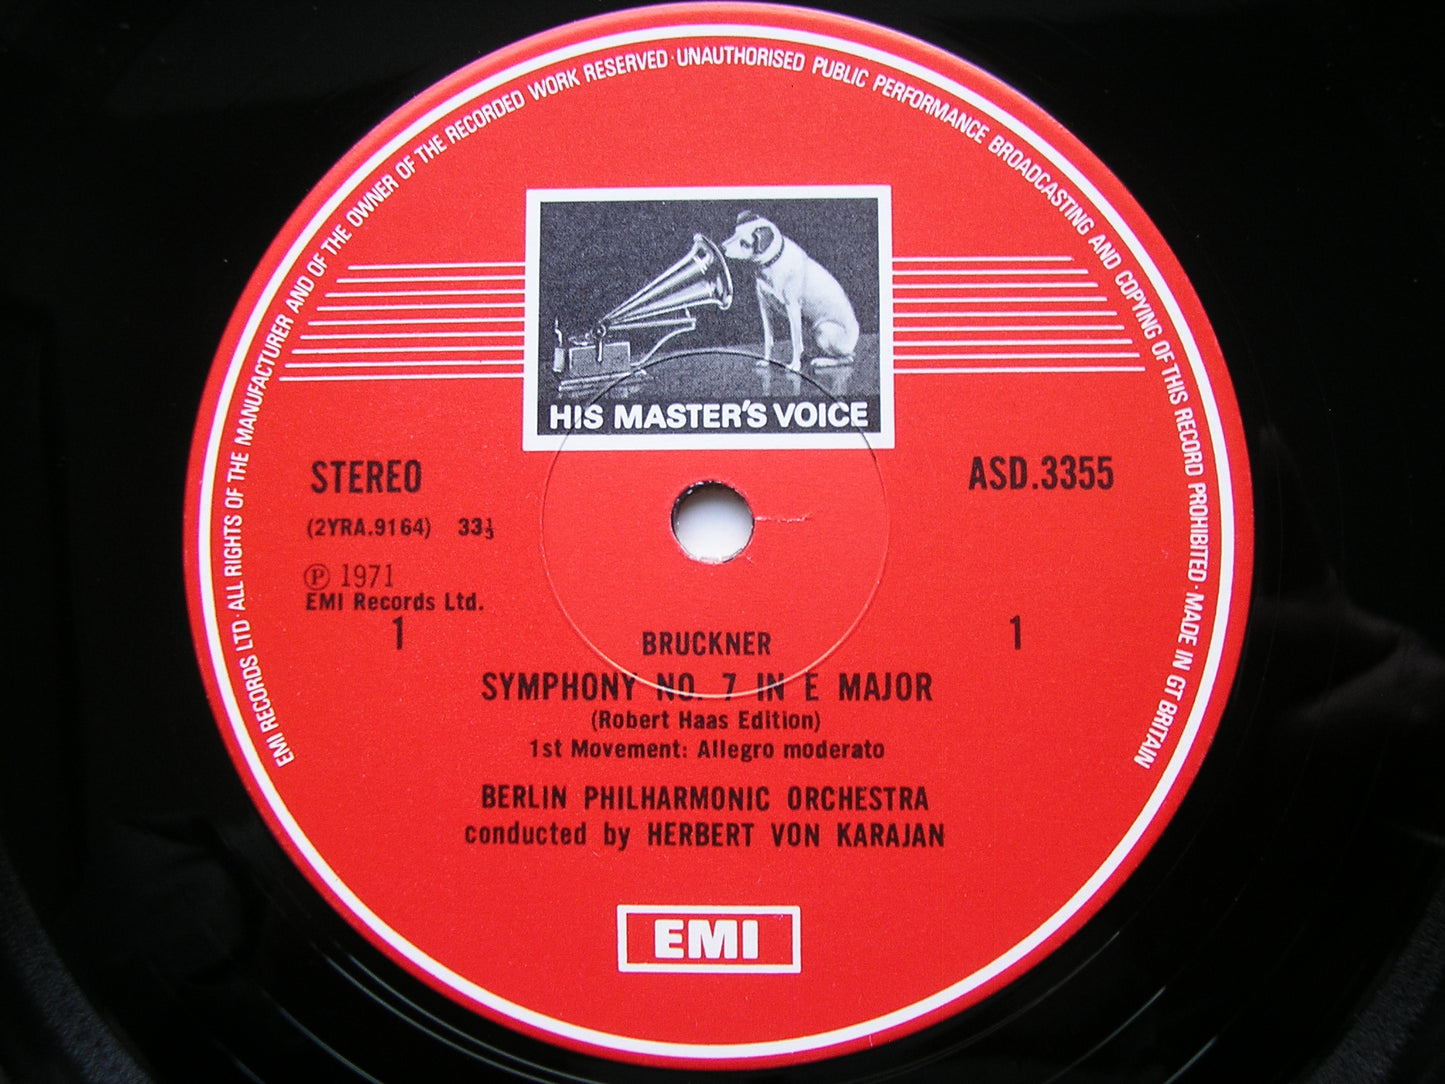 EMI RECORDS LTD · ALL RIGHTS OF THE MANUFACTURER AND OF THE OWNER OF THE RECORDED WORK RESERVED · UNAUTHORISED PUBLIC PERFORMANCE BROADCASTING AND COPYING OF THIS RECORD PROHIBITED · MADE IN GT BRITAIN
HIS MASTER'S VOICE
STEREO
ASD.3355
(2YRA.9164) 33⅓
℗ 1971
EMI Records Ltd.
1
1
BRUCKNER
SYMPHONY NO. 7 IN E MAJOR
(Robert Haas Edition)
1st Movement: Allegro moderato
BERLIN PHILHARMONIC ORCHESTRA
conducted by HERBERT VON KARAJAN
EMI